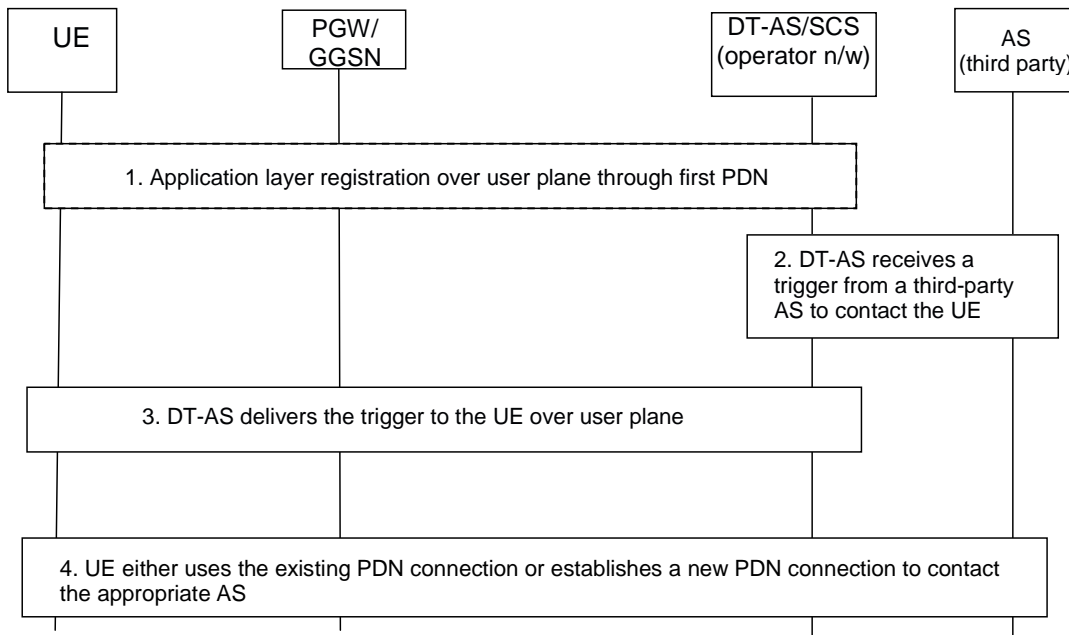 UE
PGW/
GGSN
DT-AS/SCS
(operator n/w)
AS
(third party)
1. Application layer registration over user plane through first PDN
2. DT-AS receives a
trigger from a third-party
AS to contact the UE
3. DT-AS delivers the trigger to the UE over user plane
4. UE either uses the existing PDN connection or establishes a new PDN connection to contact
the appropriate AS